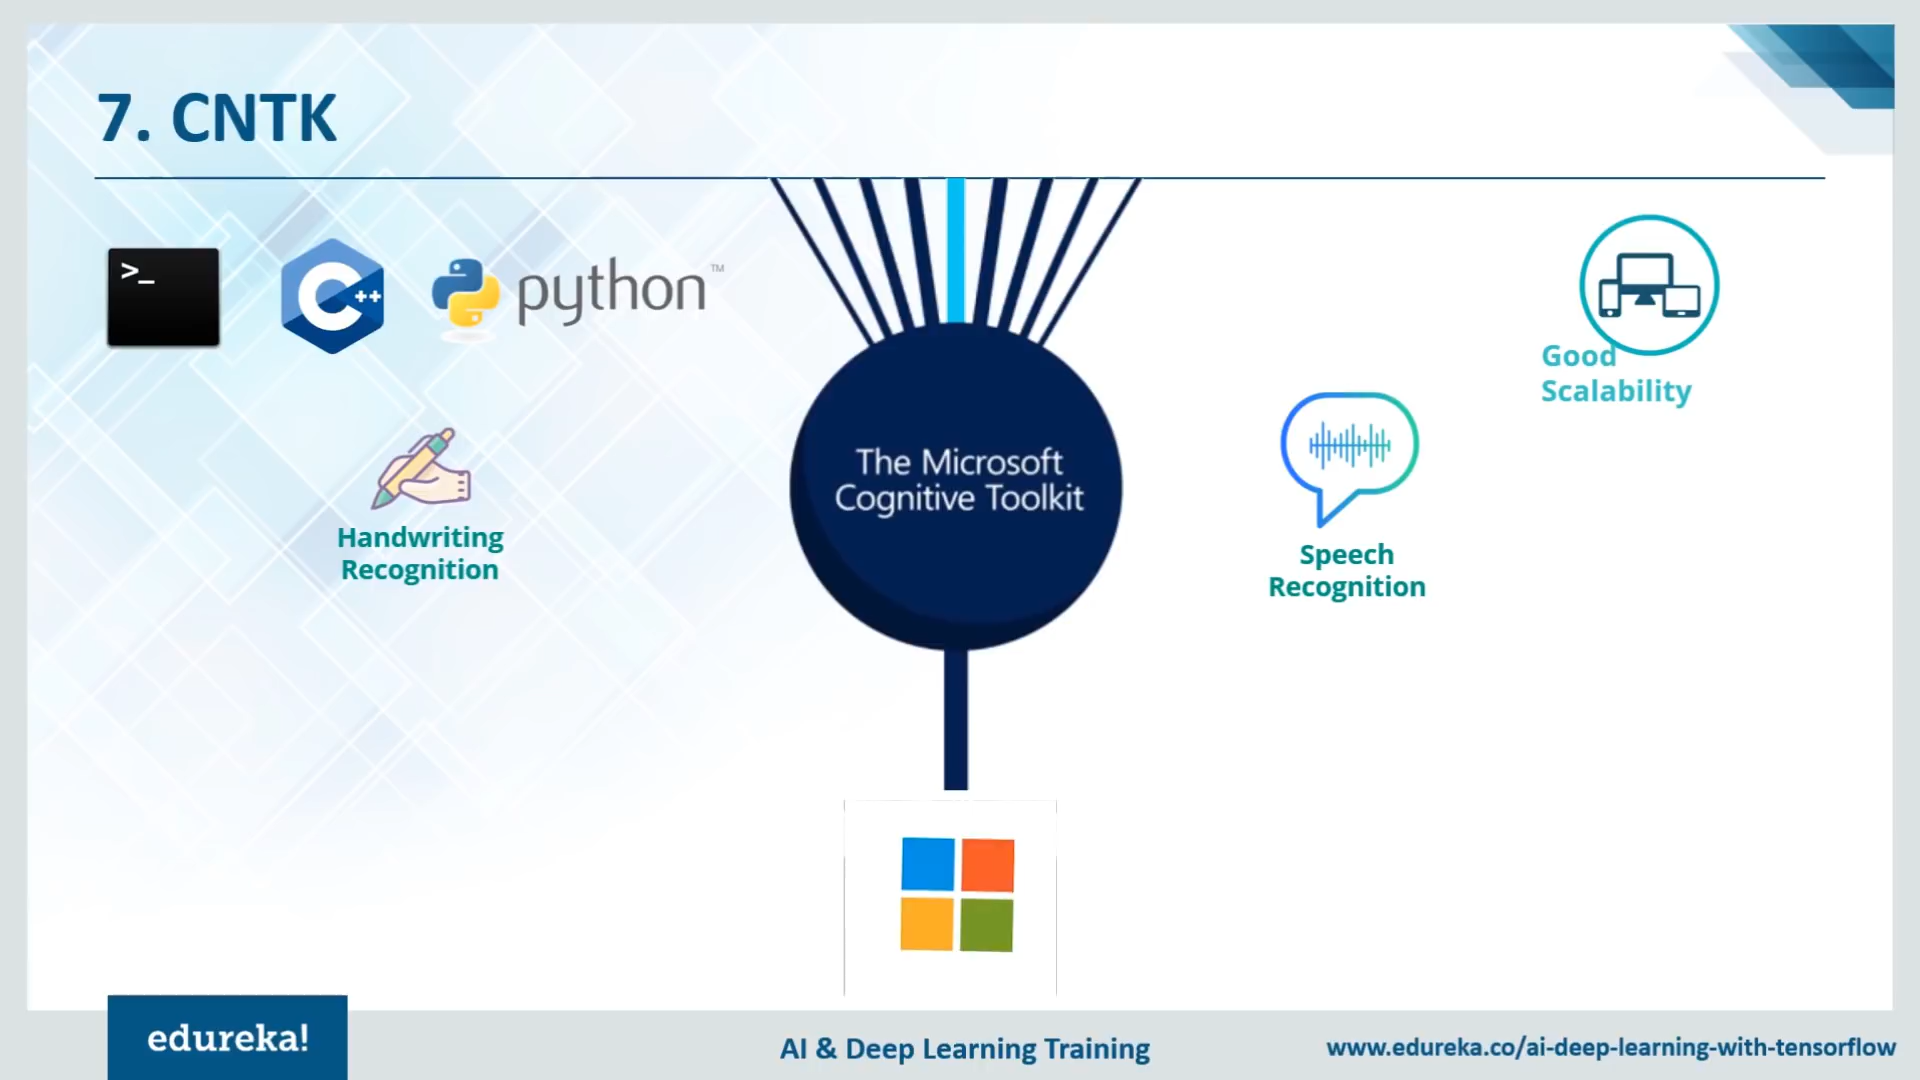 7. CNTK
>_
C++
python™
Good
Scalability
The Microsoft
Cognitive Toolkit
Handwriting
Recognition
Speech
Recognition
edureka!
AI & Deep Learning Training
www.edureka.co/ai-deep-learning-with-tensorflow